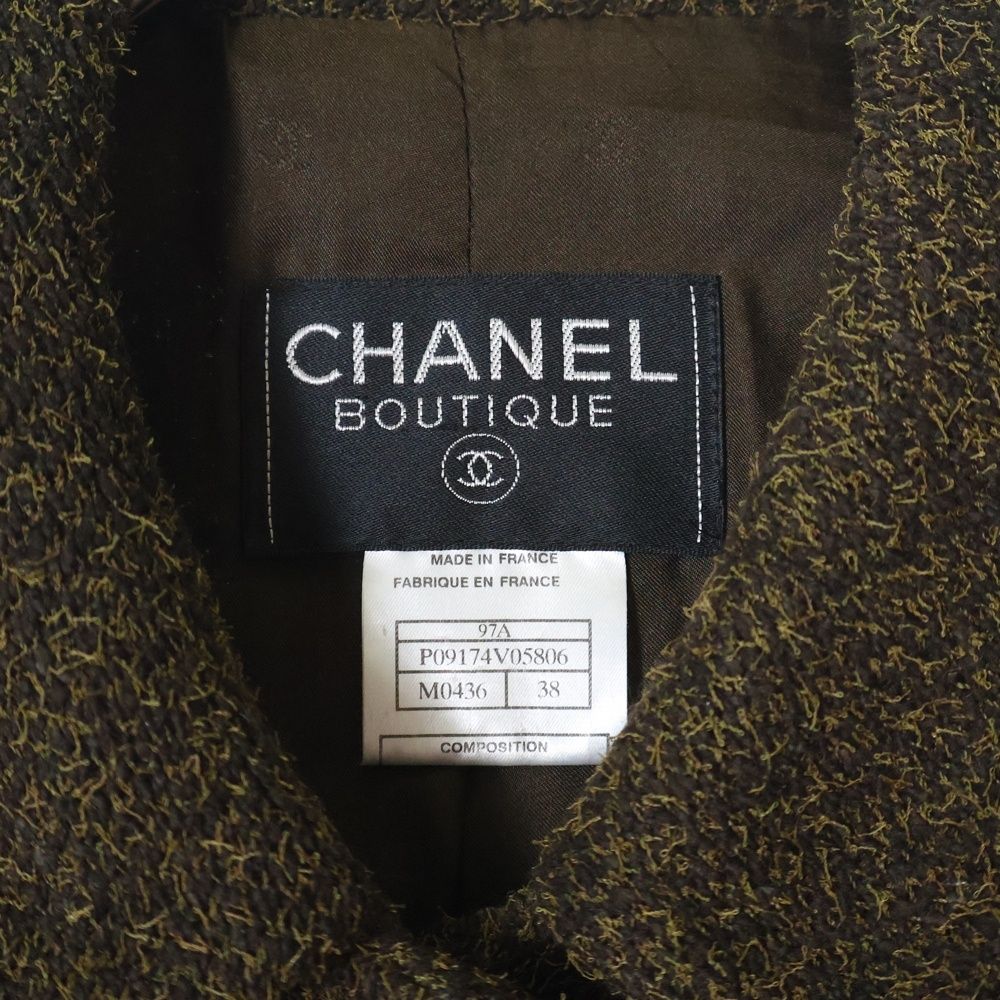 CHANEL
BOUTIQUE
MADE IN FRANCE
FABRIQUE EN FRANCE
97A
P09174V05806
M0436 38
COMPOSITION